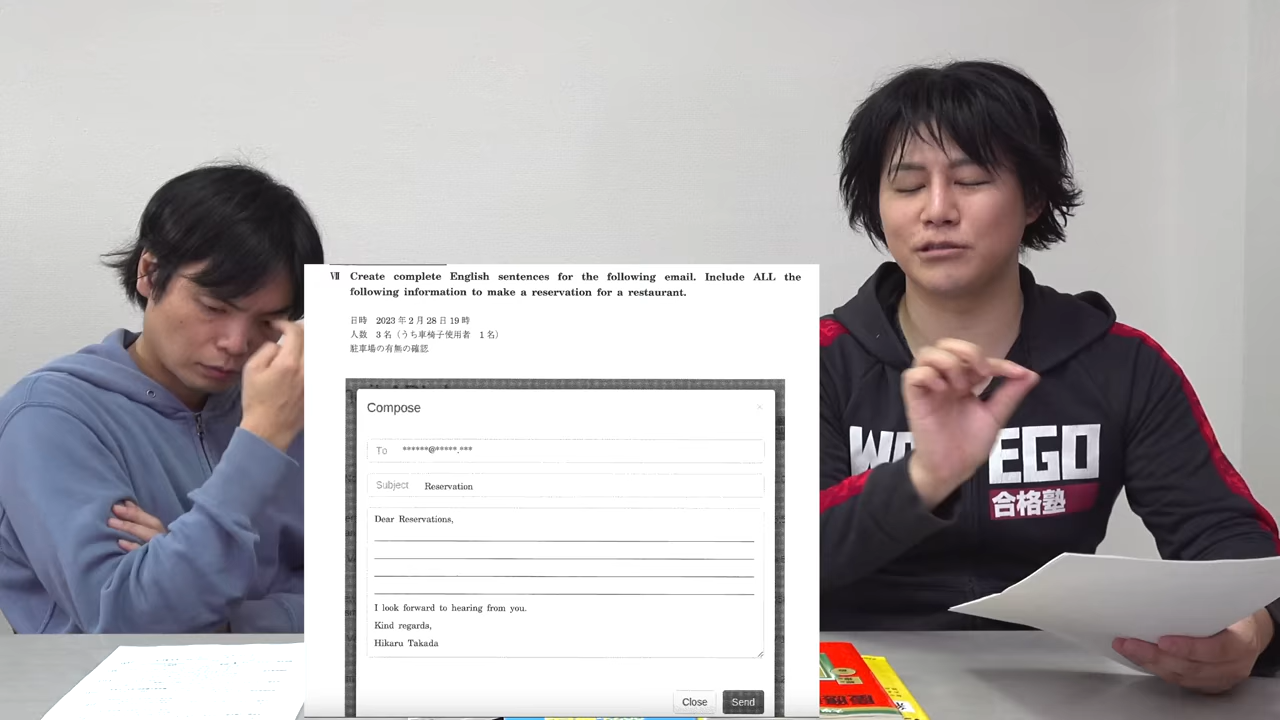 Ⅶ Create complete English sentences for the following email. Include ALL the
following information to make a reservation for a restaurant.
日時 2023年2月28日19時
人数 3名（うち車椅子使用者 1名）
駐車場の有無の確認
Compose ×
To ******@*****.***
Subject Reservation
Dear Reservations,
I look forward to hearing from you.
Kind regards,
Hikaru Takada
Close Send
EGO
合格塾